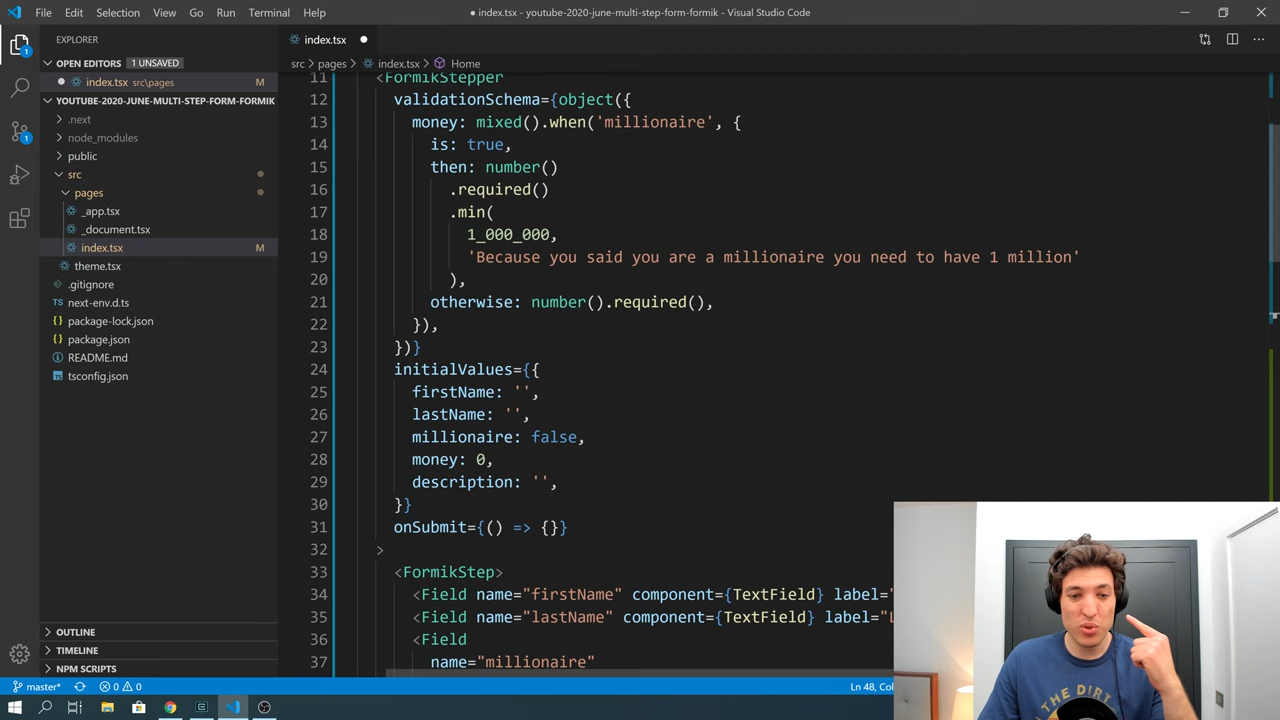 File Edit Selection View Go Run Terminal Help
● index.tsx - youtube-2020-june-multi-step-form-formik - Visual Studio Code
EXPLORER
OPEN EDITORS 1 UNSAVED
index.tsx src\pages M
YOUTUBE-2020-JUNE-MULTI-STEP-FORM-FORMIK
.next
node_modules
public
src
pages
_app.tsx
_document.tsx
index.tsx M
theme.tsx
.gitignore
next-env.d.ts
package-lock.json
package.json
README.md
tsconfig.json
OUTLINE
TIMELINE
NPM SCRIPTS
1
1
index.tsx
src > pages > index.tsx > Home
11 <FormikStepper
12 validationSchema={object({
13 money: mixed().when('millionaire', {
14 is: true,
15 then: number()
16 .required()
17 .min(
18 1_000_000,
19 'Because you said you are a millionaire you need to have 1 million'
20 ),
21 otherwise: number().required(),
22 }),
23 })}
24 initialValues={{
25 firstName: '',
26 lastName: '',
27 millionaire: false,
28 money: 0,
29 description: '',
30 }}
31 onSubmit={() => {}}
32 >
33 <FormikStep>
34 <Field name="firstName" component={TextField} label="
35 <Field name="lastName" component={TextField} label="L
36 <Field
37 name="millionaire"
master* 0 0 Ln 48, Col
THE DIRT